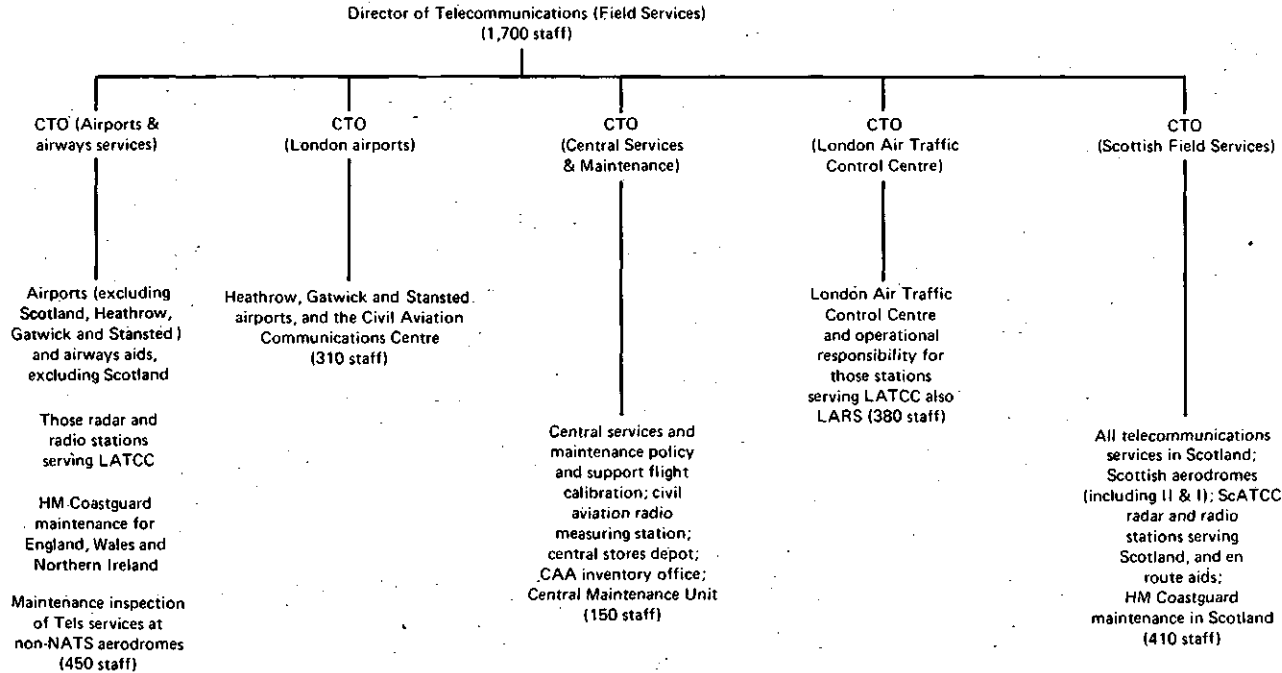 Director of Telecommunications (Field Services)
(1,700 staff)
CTO (Airports &
airways services)
Airports (excluding
Scotland, Heathrow,
Gatwick and Stansted)
and airways aids,
excluding Scotland
Those radar and
radio stations
serving LATCC
HM Coastguard
maintenance for
England, Wales and
Northern Ireland
Maintenance inspection
of Tels services at
non-NATS aerodromes
(450 staff)
CTO
(London airports)
Heathrow, Gatwick and Stansted
airports, and the Civil Aviation
Communications Centre
(310 staff)
CTO
(Central Services
& Maintenance)
Central services and
maintenance policy
and support flight
calibration; civil
aviation radio
measuring station;
central stores depot;
CAA inventory office;
Central Maintenance Unit
(150 staff)
CTO
(London Air Traffic
Control Centre)
London Air Traffic
Control Centre
and operational
responsibility for
those stations
serving LATCC also
LARS (380 staff)
CTO
(Scottish Field Services)
All telecommunications
services in Scotland;
Scottish aerodromes
(including II & I); ScATCC
radar and radio
stations serving
Scotland, and en
route aids;
HM Coastguard
maintenance in Scotland
(410 staff)